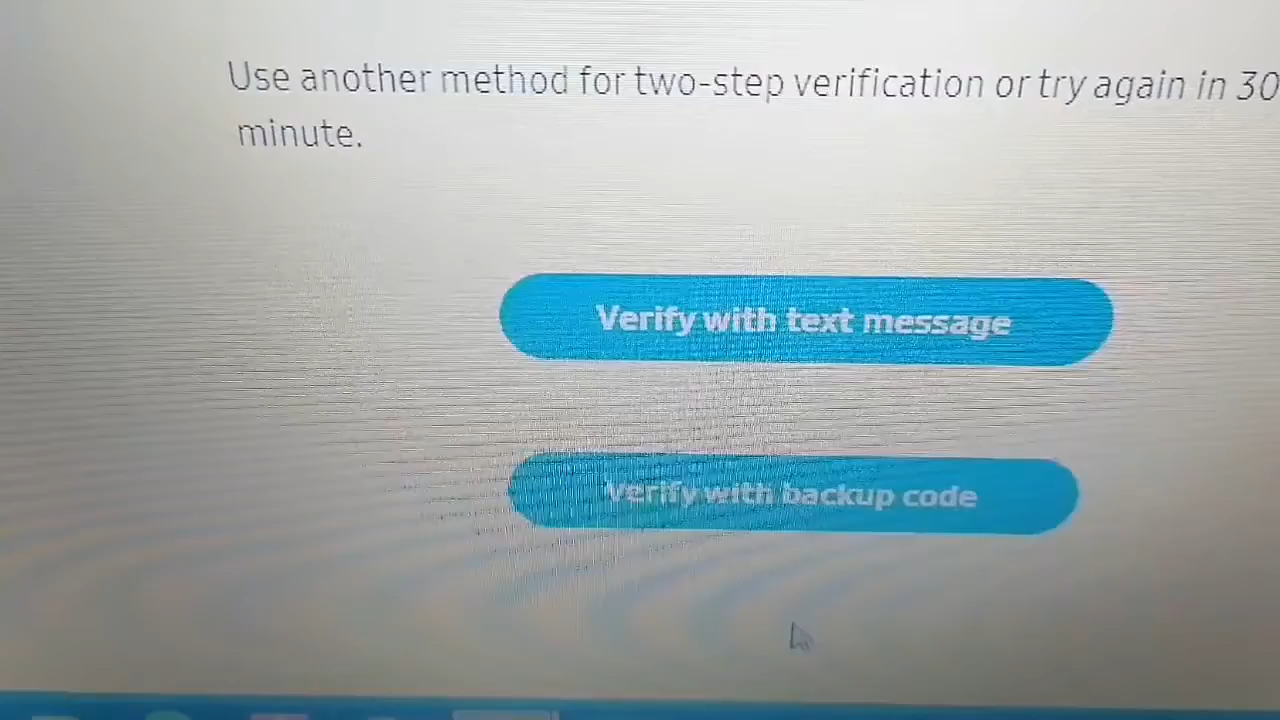 Use another method for two-step verification or try again in 30
minute.
Verify with text message
Verify with backup code